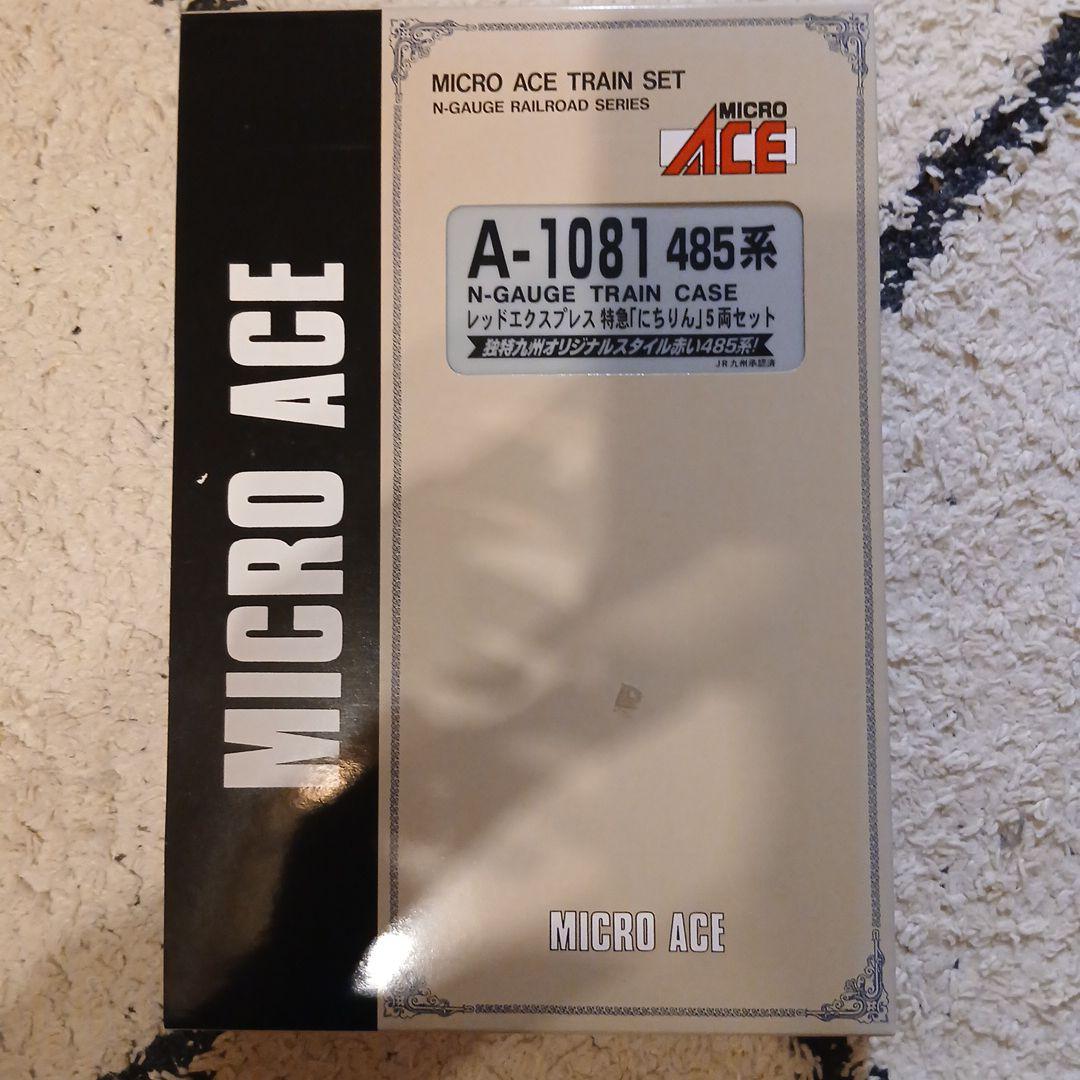 MICRO ACE
MICRO ACE TRAIN SET
N-GAUGE RAILROAD SERIES
MICRO
ACE
A-1081 485系
N-GAUGE TRAIN CASE
レッドエクスプレス 特急「にちりん」5両セット
独特九州オリジナルスタイル赤い485系!
JR九州承認済
MICRO ACE